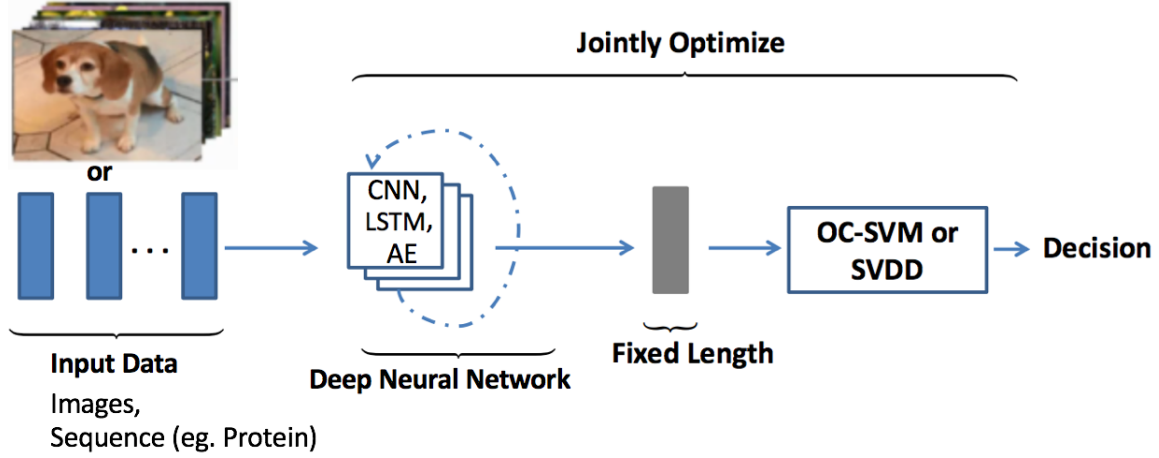 Jointly Optimize
or
CNN,
LSTM,
AE
OC-SVM or
SVDD
Decision
...
Input Data
Images,
Sequence (eg. Protein)
Deep Neural Network
Fixed Length